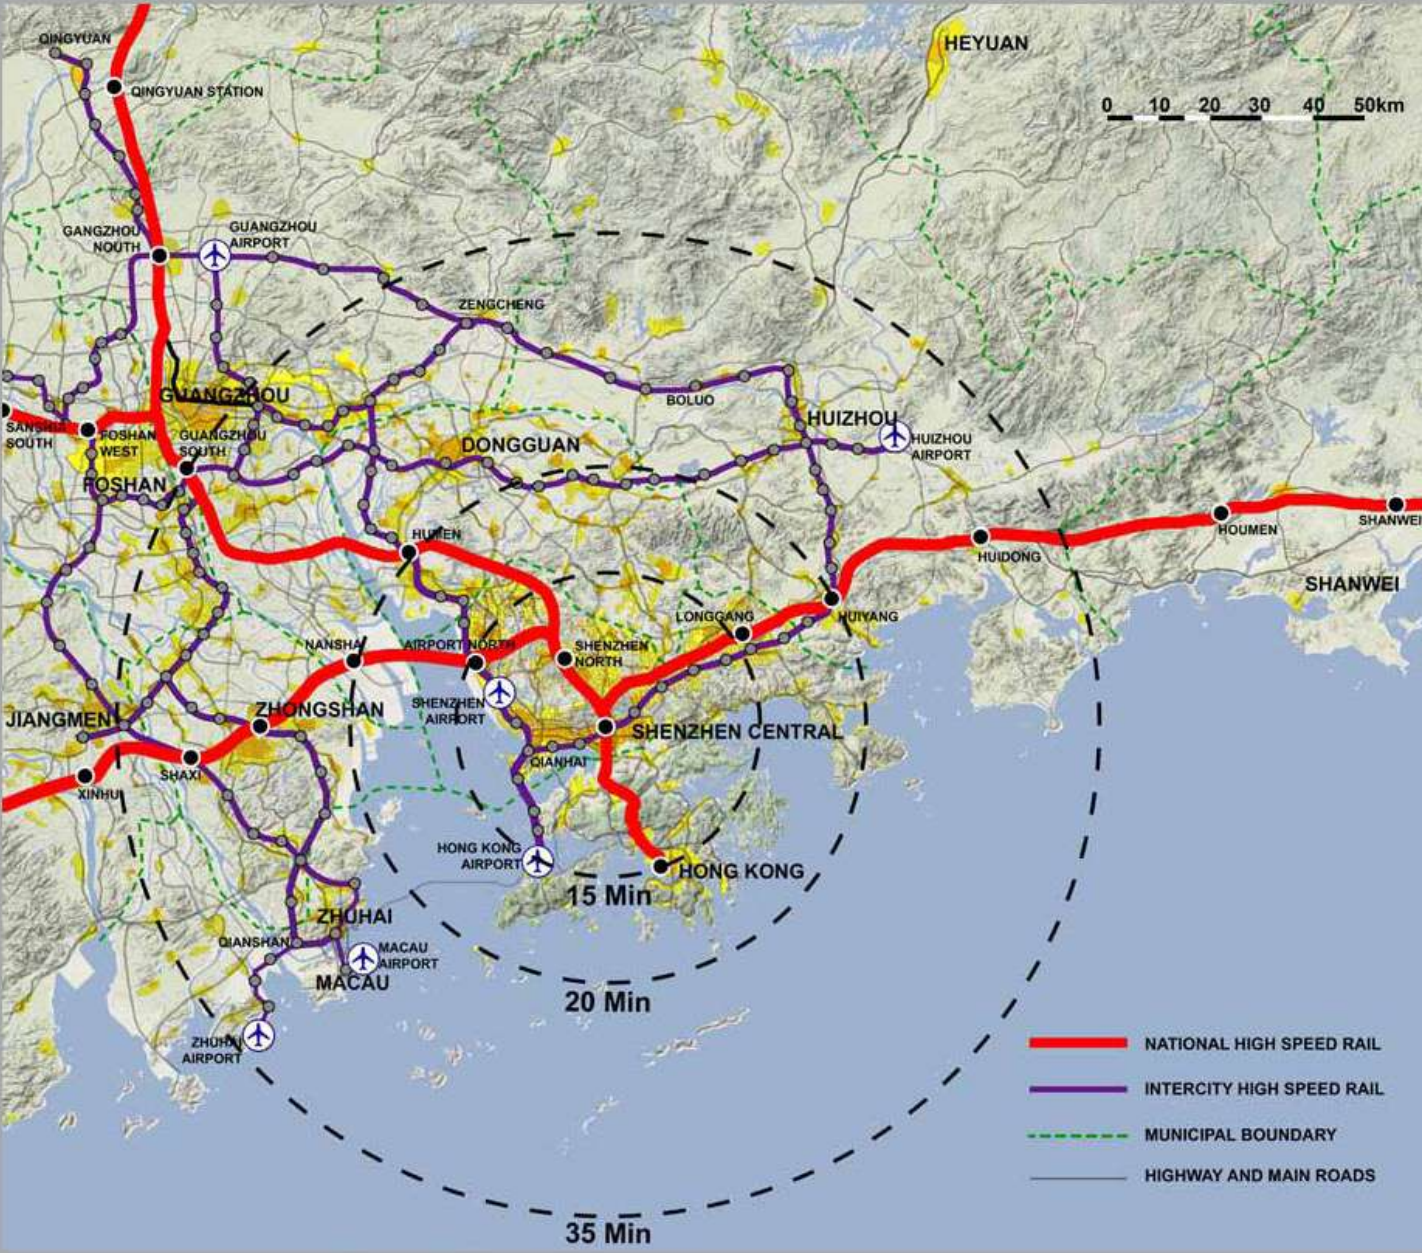 QINGYUAN
HEYUAN
QINGYUAN STATION
0 10 20 30 40 50km
GANGZHOU
NOUTH
GUANGZHOU
AIRPORT
ZENGCHENG
BOLUO
GUANGZHOU
HUIZHOU
HUIZHOU
AIRPORT
SANSHUI
SOUTH
FOSHAN
WEST
GUANGZHOU
SOUTH
DONGGUAN
FOSHAN
HUMEN
HUIDONG
HOUMEN
SHANWEI
SHANWEI
LONGGANG
HUIYANG
NANSHA
AIRPORT NORTH
SHENZHEN
NORTH
SHENZHEN
AIRPORT
JIANGMEN
ZHONGSHAN
SHENZHEN CENTRAL
QIANHAI
SHAXI
XINHUI
HONG KONG
AIRPORT
HONG KONG
15 Min
ZHUHAI
QIANSHAN
MACAU
AIRPORT
MACAU
20 Min
ZHUHAI
AIRPORT
NATIONAL HIGH SPEED RAIL
INTERCITY HIGH SPEED RAIL
MUNICIPAL BOUNDARY
HIGHWAY AND MAIN ROADS
35 Min